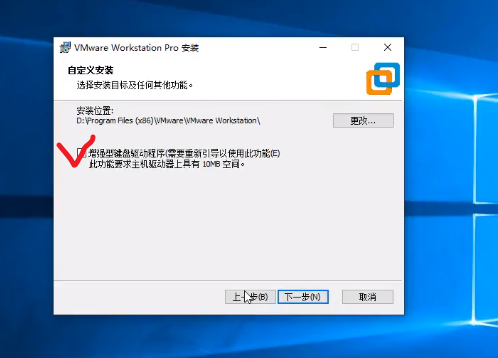 VMware Workstation Pro 安装
自定义安装
选择安装目标及任何其他功能。
安装位置:
D:\Program Files (x86)\VMware\VMware Workstation\
更改...
增强型键盘驱动程序(需要重新引导以使用此功能(E)
此功能要求主机驱动器上具有 10MB 空间。
上一步(B)
下一步(N)
取消